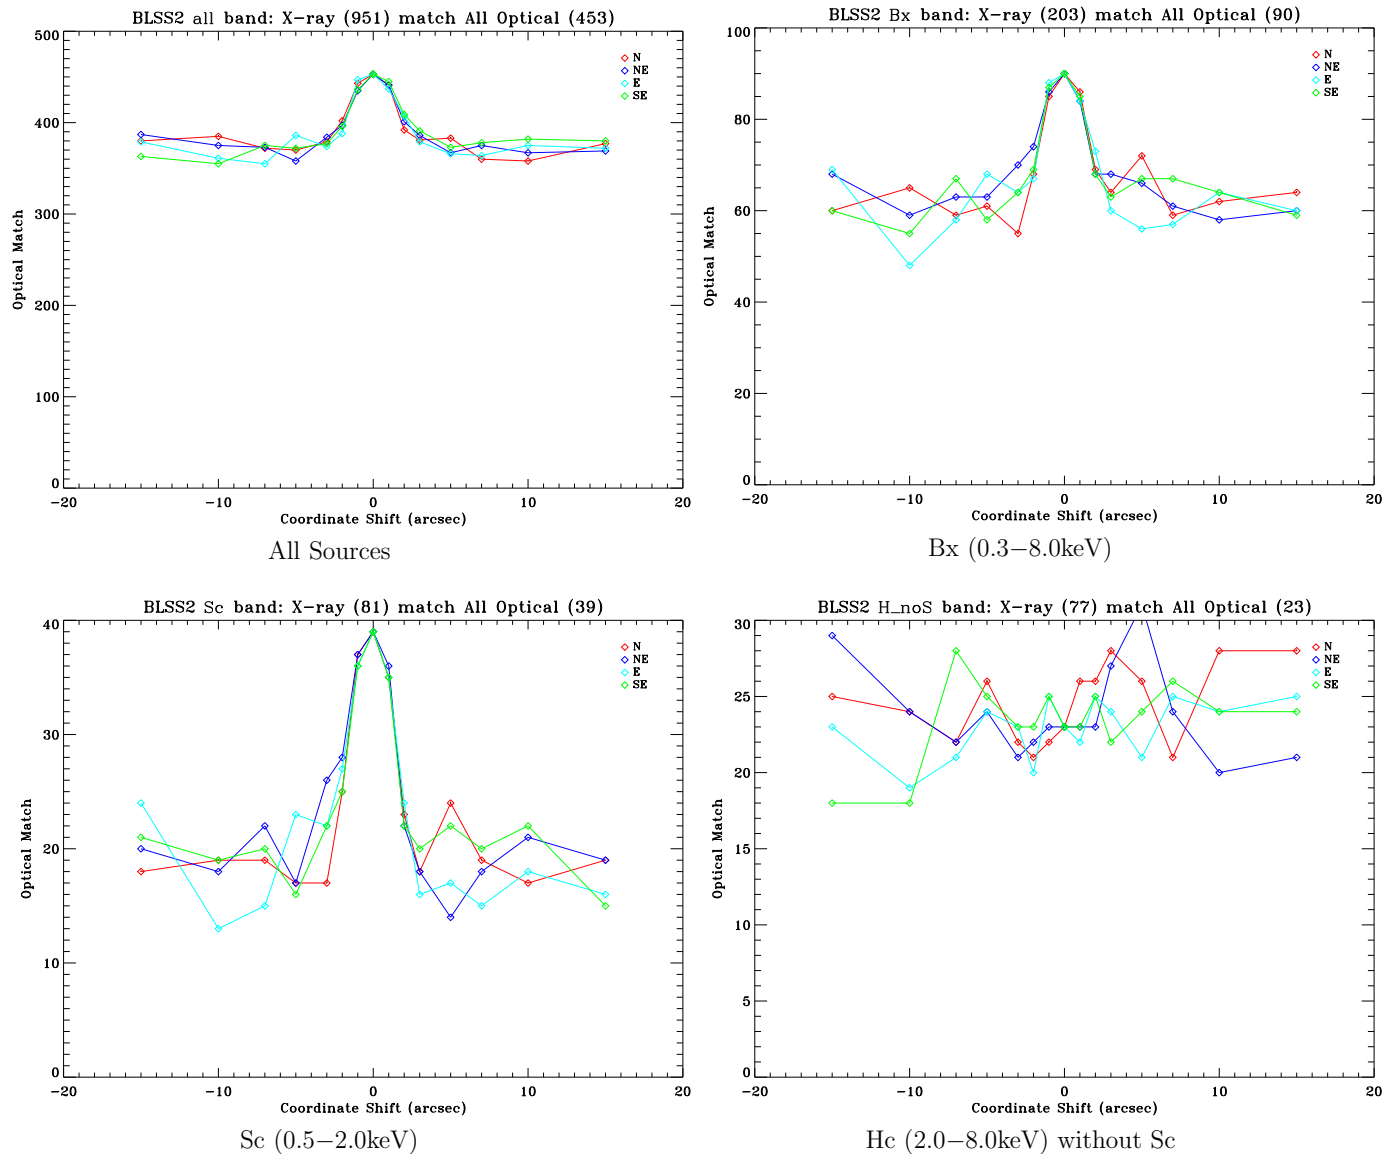 BLSS2 all band: X-ray (951) match All Optical (453)
500
400
300
200
100
0
Optical Match
-20
-10
0
10
20
Coordinate Shift (arcsec)
N
NE
E
SE
All Sources
BLSS2 Bx band: X-ray (203) match All Optical (90)
100
80
60
40
20
0
Optical Match
-20
-10
0
10
20
Coordinate Shift (arcsec)
N
NE
E
SE
Bx (0.3−8.0keV)
BLSS2 Sc band: X-ray (81) match All Optical (39)
40
30
20
10
0
Optical Match
-20
-10
0
10
20
Coordinate Shift (arcsec)
N
NE
E
SE
Sc (0.5−2.0keV)
BLSS2 H_noS band: X-ray (77) match All Optical (23)
30
25
20
15
10
5
0
Optical Match
-20
-10
0
10
20
Coordinate Shift (arcsec)
N
NE
E
SE
Hc (2.0−8.0keV) without Sc